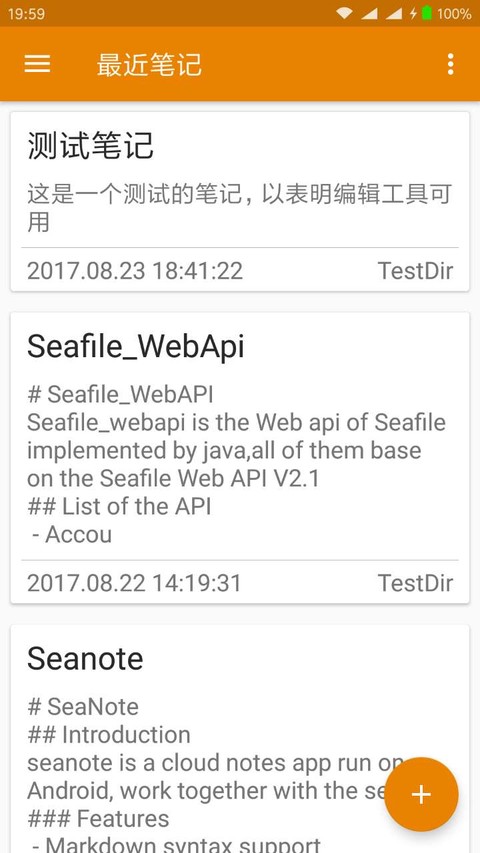 19:59
100%
最近笔记
测试笔记
这是一个测试的笔记，以表明编辑工具可
用
2017.08.23 18:41:22 TestDir
Seafile_WebApi
# Seafile_WebAPI
Seafile_webapi is the Web api of Seafile
implemented by java,all of them base
on the Seafile Web API V2.1
## List of the API
- Accou
2017.08.22 14:19:31 TestDir
Seanote
# SeaNote
## Introduction
seanote is a cloud notes app run on
Android, work together with the
### Features
- Markdown syntax support